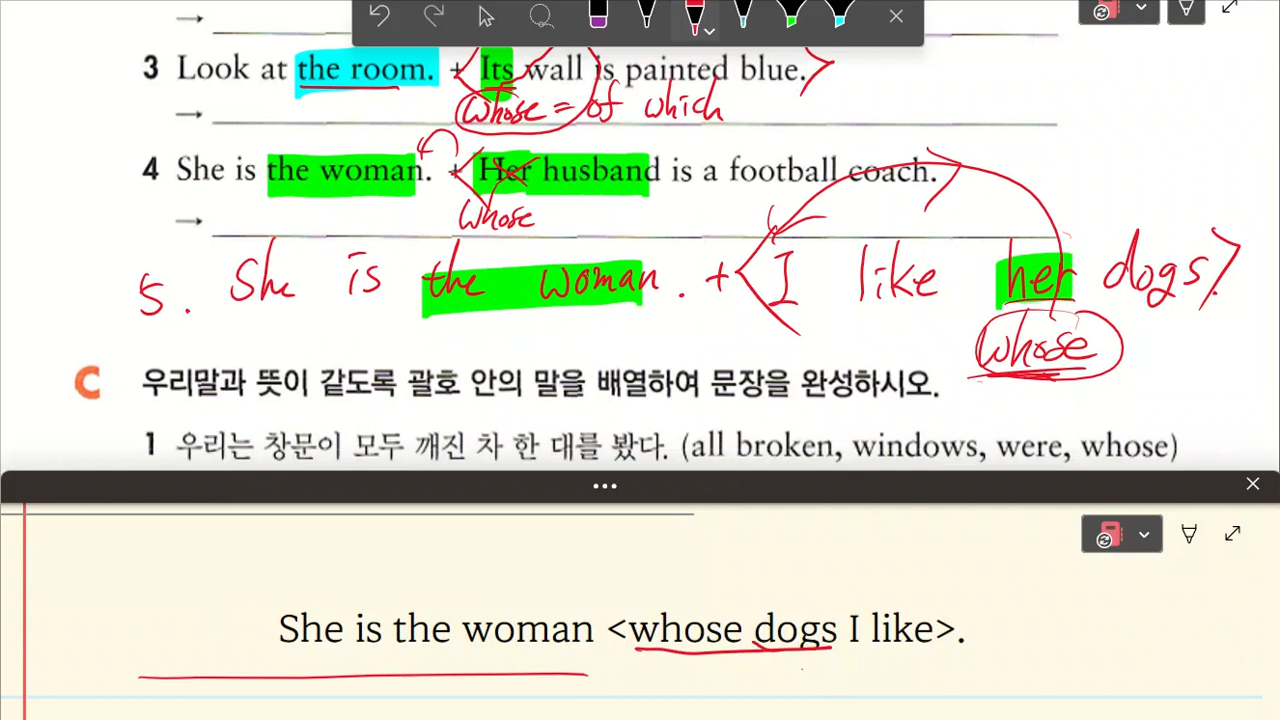 →
3 Look at the room. + <Its wall is painted blue.>
whose = of which
→
4 She is the woman. + <Her husband is a football coach.
whose
→
5. She is the woman. + <I like her dogs.>
whose
C 우리말과 뜻이 같도록 괄호 안의 말을 배열하여 문장을 완성하시오.
1 우리는 창문이 모두 깨진 차 한 대를 봤다. (all broken, windows, were, whose)
She is the woman <whose dogs I like>.